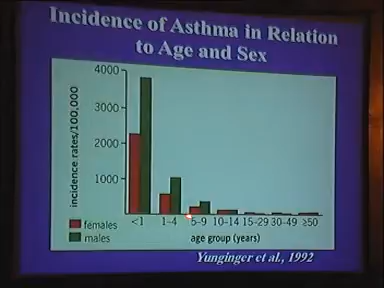 Incidence of Asthma in Relation
to Age and Sex
incidence rates/100,000
4000
3000
2000
1000
<1 1-4 5-9 10-14 15-29 30-49 ≥50
females
males
age group (years)
Yunginger et al., 1992